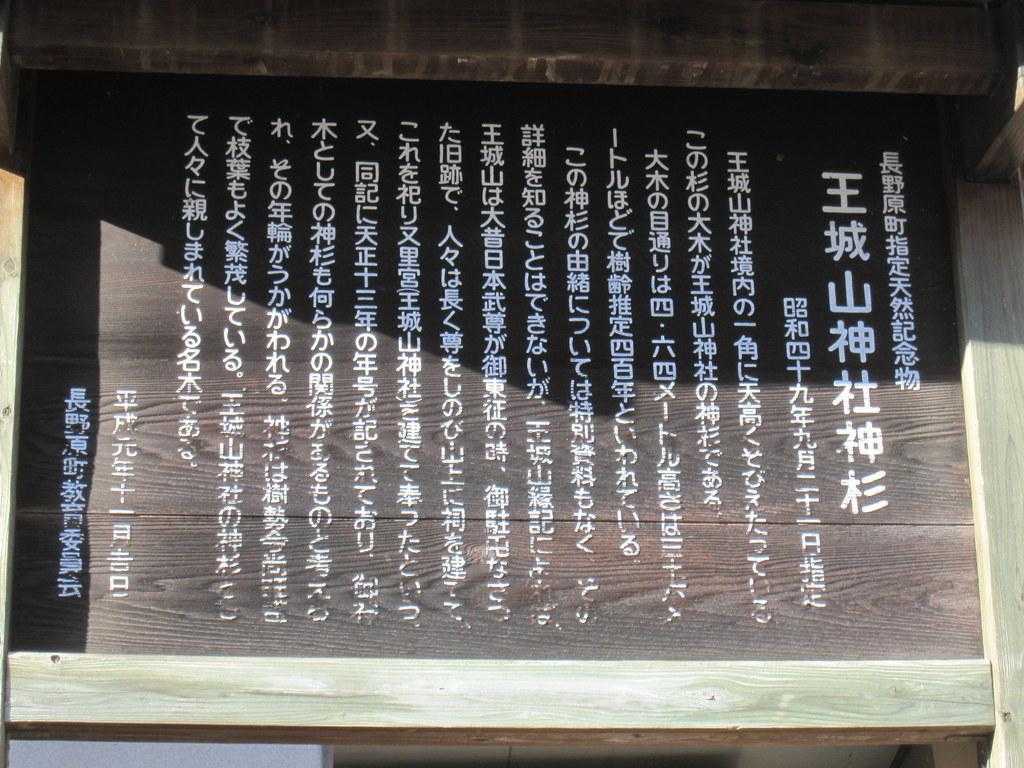 長野原町指定天然記念物
王城山神社神杉
昭和四十九年九月二十一日指定
王城山神社境内の一角に天高くそびえたっている
この杉の大木が王城山神社の神杉である。
大木の目通りは四・六四メートル高さは三十六メ
ートルほどで樹齢推定四百年といわれている
この神杉の由緒については特別資料もなく その
詳細を知ることはできないが、王城山縁記によれば、
王城山は大昔日本武尊が御東征の時、御駐屯なさっ
た旧跡で、人々は長く尊をしのび山上に祠を建てて、
これを祀り又里宮王城山神社を建てて奉ったという
又、同記に天正十三年の年号が記されており、御神
木としての神杉も何らかの関係があるものと考えら
れ、その年輪がうかがわれる。神杉は樹勢今尚旺盛
で枝葉もよく繁茂している。王城山神社の神杉とし
て人々に親しまれている名木である。
平成元年十一月吉日
長野原町教育委員会